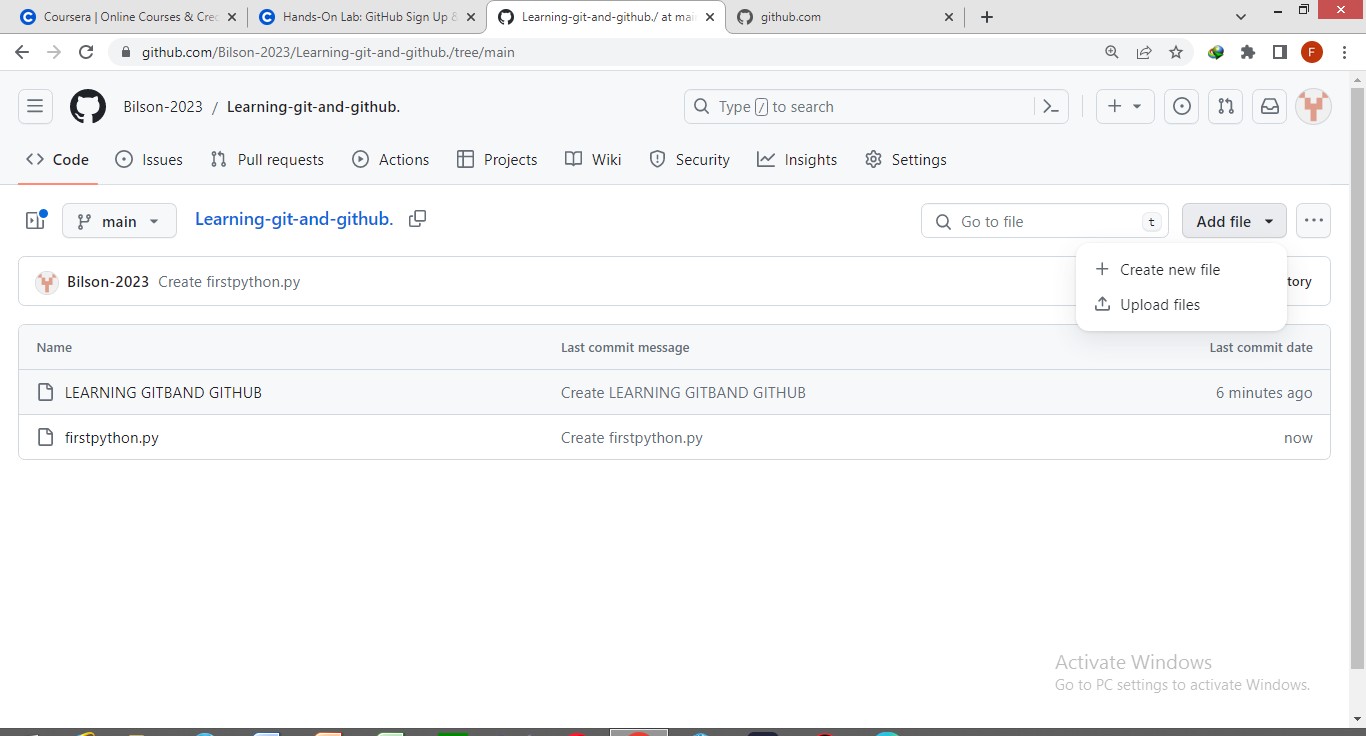 Coursera | Online Courses & Cre
Hands-On Lab: GitHub Sign Up &
Learning-git-and-github./ at mai
github.com
github.com/Bilson-2023/Learning-git-and-github./tree/main
F
Bilson-2023 / Learning-git-and-github.
Type / to search
Code
Issues
Pull requests
Actions
Projects
Wiki
Security
Insights
Settings
main
Learning-git-and-github.
Go to file
t
Add file
Create new file
Upload files
Bilson-2023 Create firstpython.py
tory
Name Last commit message Last commit date
LEARNING GITBAND GITHUB Create LEARNING GITBAND GITHUB 6 minutes ago
firstpython.py Create firstpython.py now
Activate Windows
Go to PC settings to activate Windows.